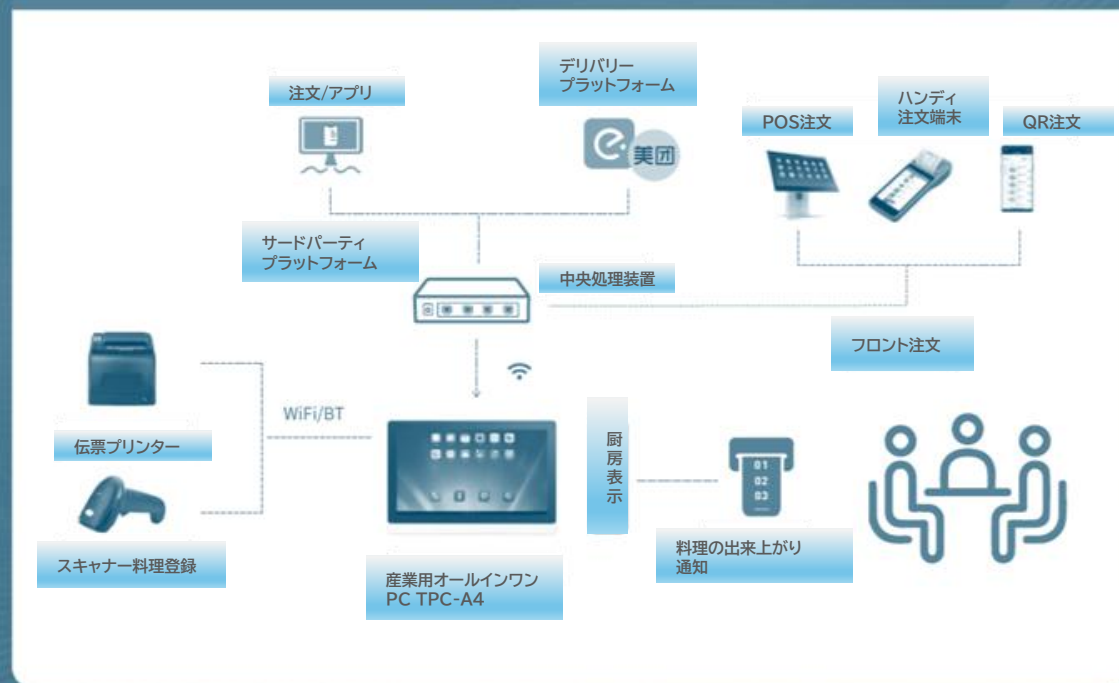 注文/アプリ
デリバリー
プラットフォーム
美团
POS注文
ハンディ
注文端末
QR注文
サードパーティ
プラットフォーム
中央処理装置
フロント注文
WiFi/BT
伝票プリンター
スキャナー料理登録
産業用オールインワン
PC TPC-A4
厨房表示
01
02
03
料理の出来上がり
通知